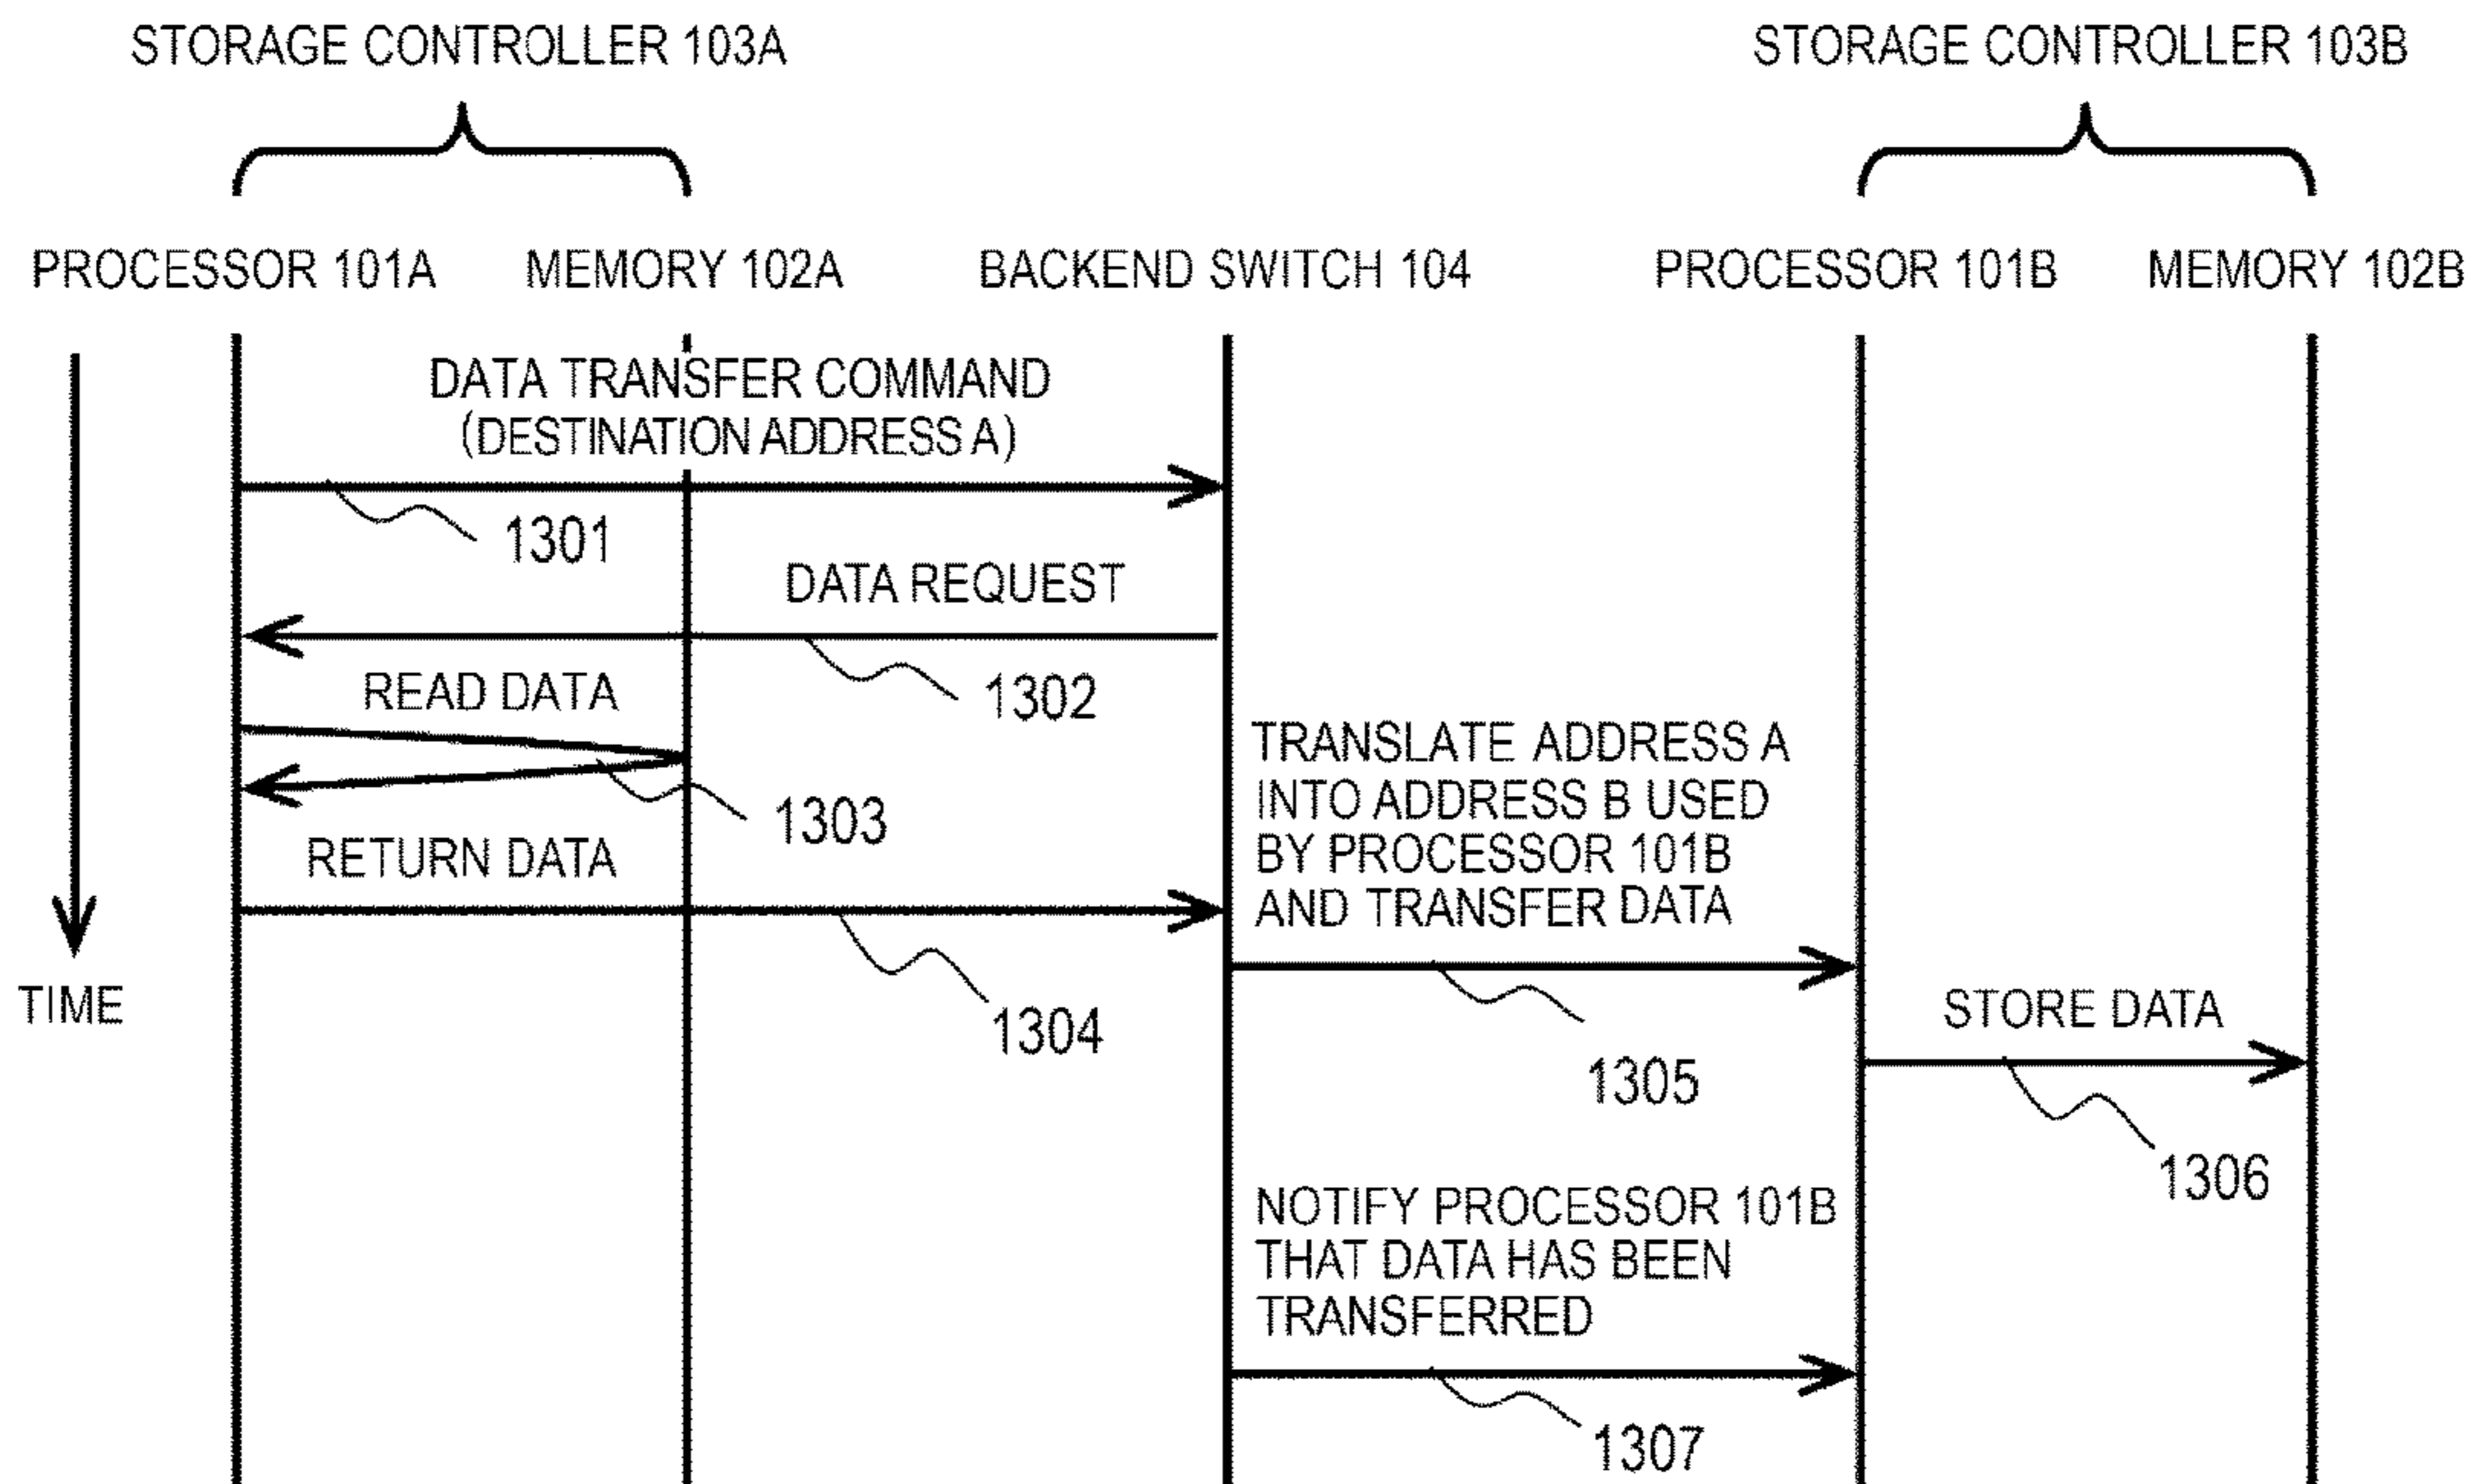 STORAGE CONTROLLER 103A
STORAGE CONTROLLER 103B
PROCESSOR 101A
MEMORY 102A
BACKEND SWITCH 104
PROCESSOR 101B
MEMORY 102B
DATA TRANSFER COMMAND
(DESTINATION ADDRESS A)
1301
DATA REQUEST
1302
READ DATA
1303
RETURN DATA
1304
TRANSLATE ADDRESS A
INTO ADDRESS B USED
BY PROCESSOR 101B
AND TRANSFER DATA
1305
TIME
STORE DATA
1306
NOTIFY PROCESSOR 101B
THAT DATA HAS BEEN
TRANSFERRED
1307